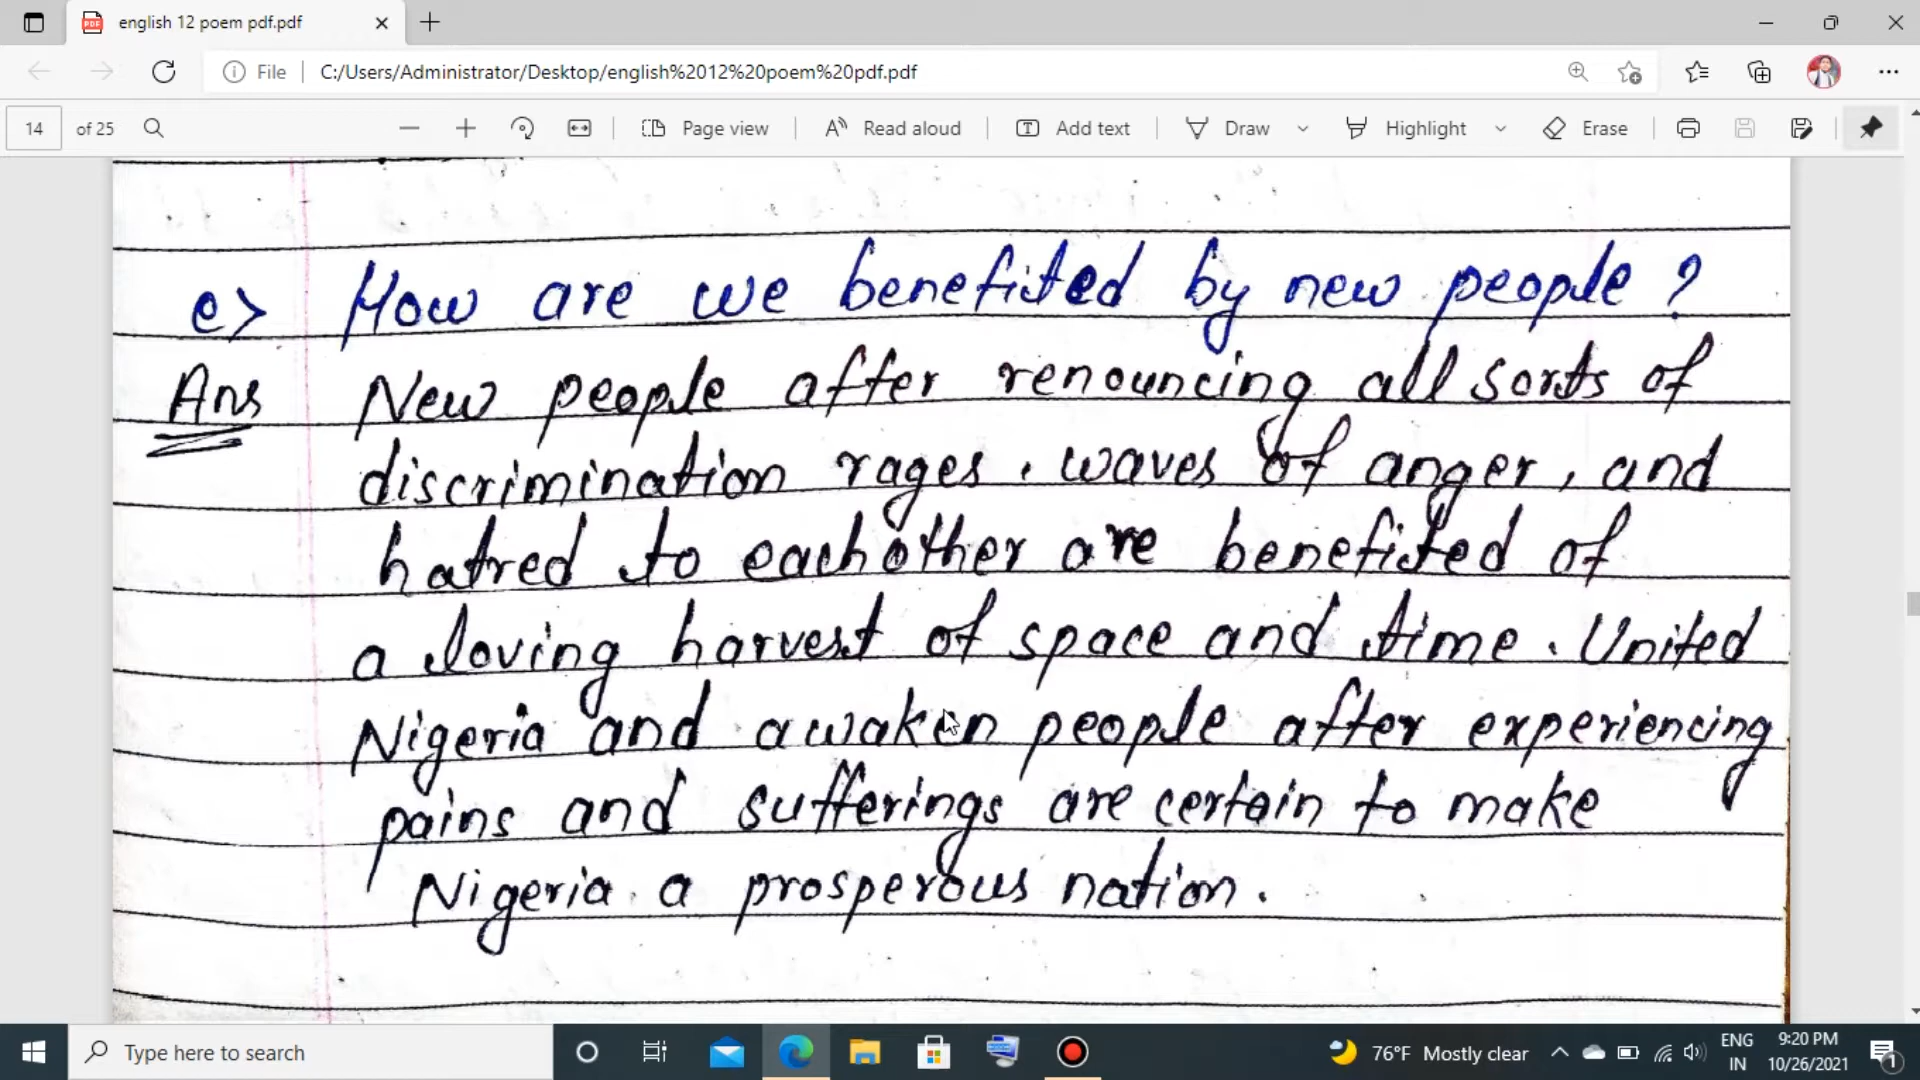 english 12 poem pdf.pdf
File C:/Users/Administrator/Desktop/english%2012%20poem%20pdf.pdf
14 of 25 Page view Read aloud Add text Draw Highlight Erase
e> How are we benefited by new people ?
Ans New people after renouncing all sorts of
discrimination rages, waves of anger, and
hatred to eachother are benefited of
a loving harvest of space and time. United
Nigeria and awaken people after experiencing
pains and sufferings are certain to make
Nigeria a prosperous nation.
Type here to search 76°F Mostly clear ENG 9:20 PM
IN 10/26/2021 1